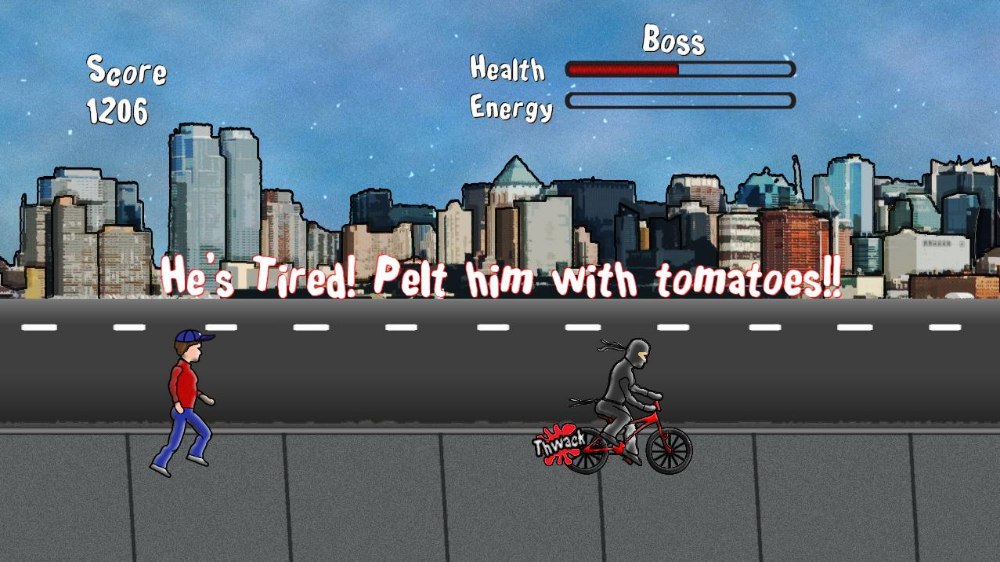 Score
1206
Boss
Health
Energy
He's Tired! Pelt him with tomatoes!!
Thwack